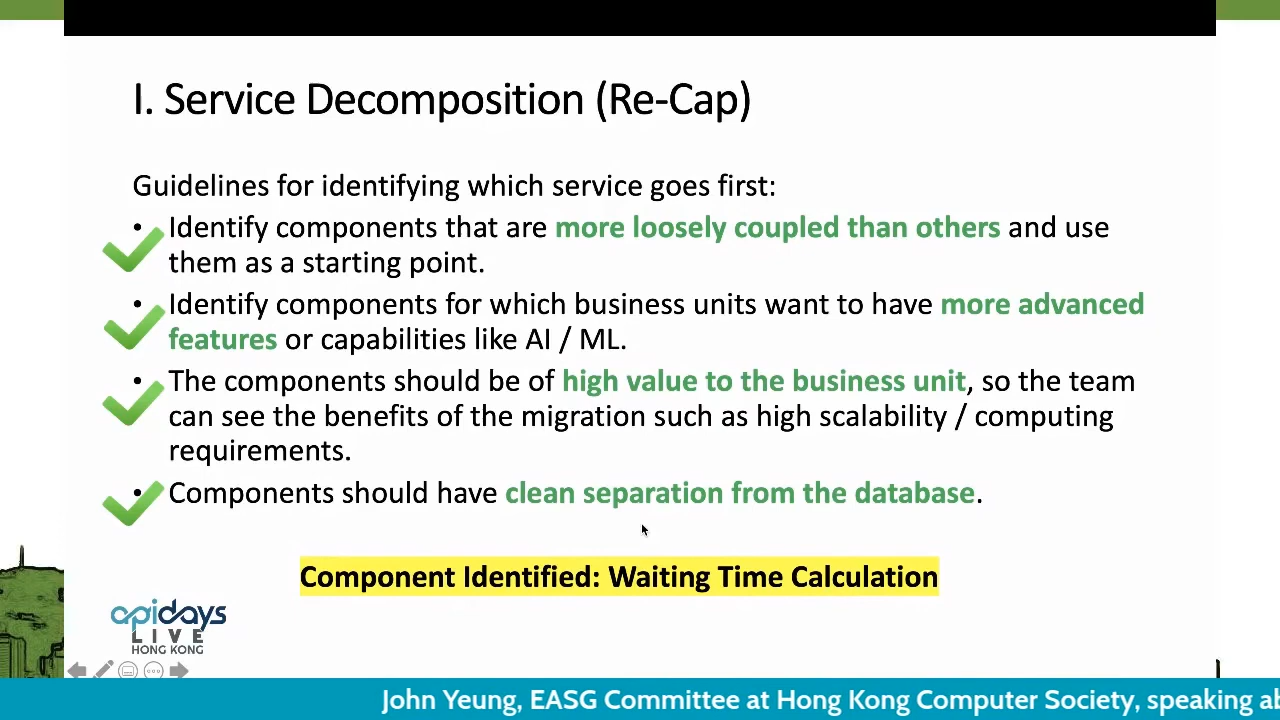 I. Service Decomposition (Re-Cap)
Guidelines for identifying which service goes first:
• Identify components that are more loosely coupled than others and use
them as a starting point.
• Identify components for which business units want to have more advanced
features or capabilities like AI / ML.
• The components should be of high value to the business unit, so the team
can see the benefits of the migration such as high scalability / computing
requirements.
• Components should have clean separation from the database.
Component Identified: Waiting Time Calculation
apidays
LIVE
HONG KONG
John Yeung, EASG Committee at Hong Kong Computer Society, speaking